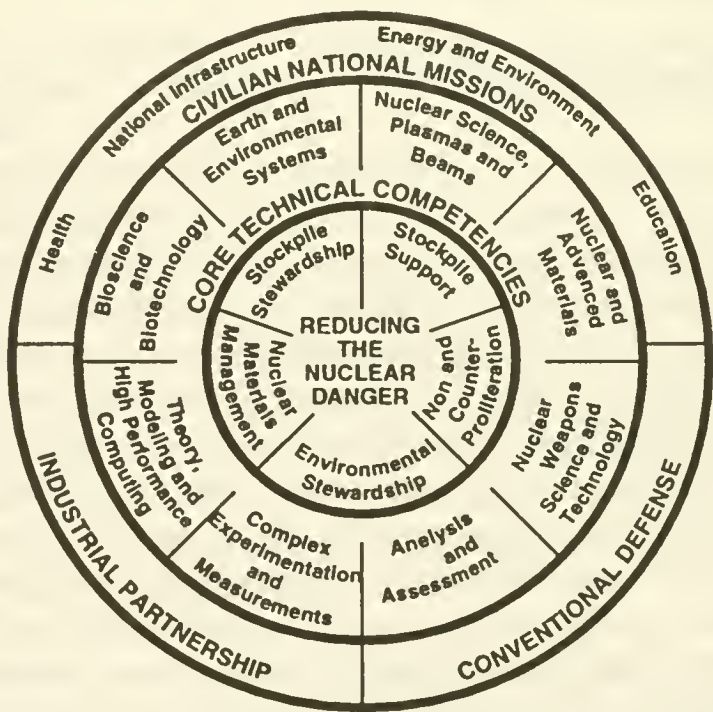 National Infrastructure
Energy and Environment
CIVILIAN NATIONAL MISSIONS
Health
Education
Earth and
Environmental
Systems
Nuclear Science,
Plasmas and
Beams
Bioscience
and
Biotechnology
CORE TECHNICAL COMPETENCIES
Nuclear and
Advanced
Materials
Stockpile
Stewardship
Stockpile
Support
REDUCING
THE
NUCLEAR
DANGER
Nuclear
Materials
Management
Non and
Counter-
Proliteration
Environmental
Stewardship
Theory,
Modeling and
High Performance
Computing
Nuclear
Weapons
Science and
Technology
Complex
Experimentation
and
Measurements
Analysis
and
Assessment
INDUSTRIAL PARTNERSHIP
CONVENTIONAL DEFENSE